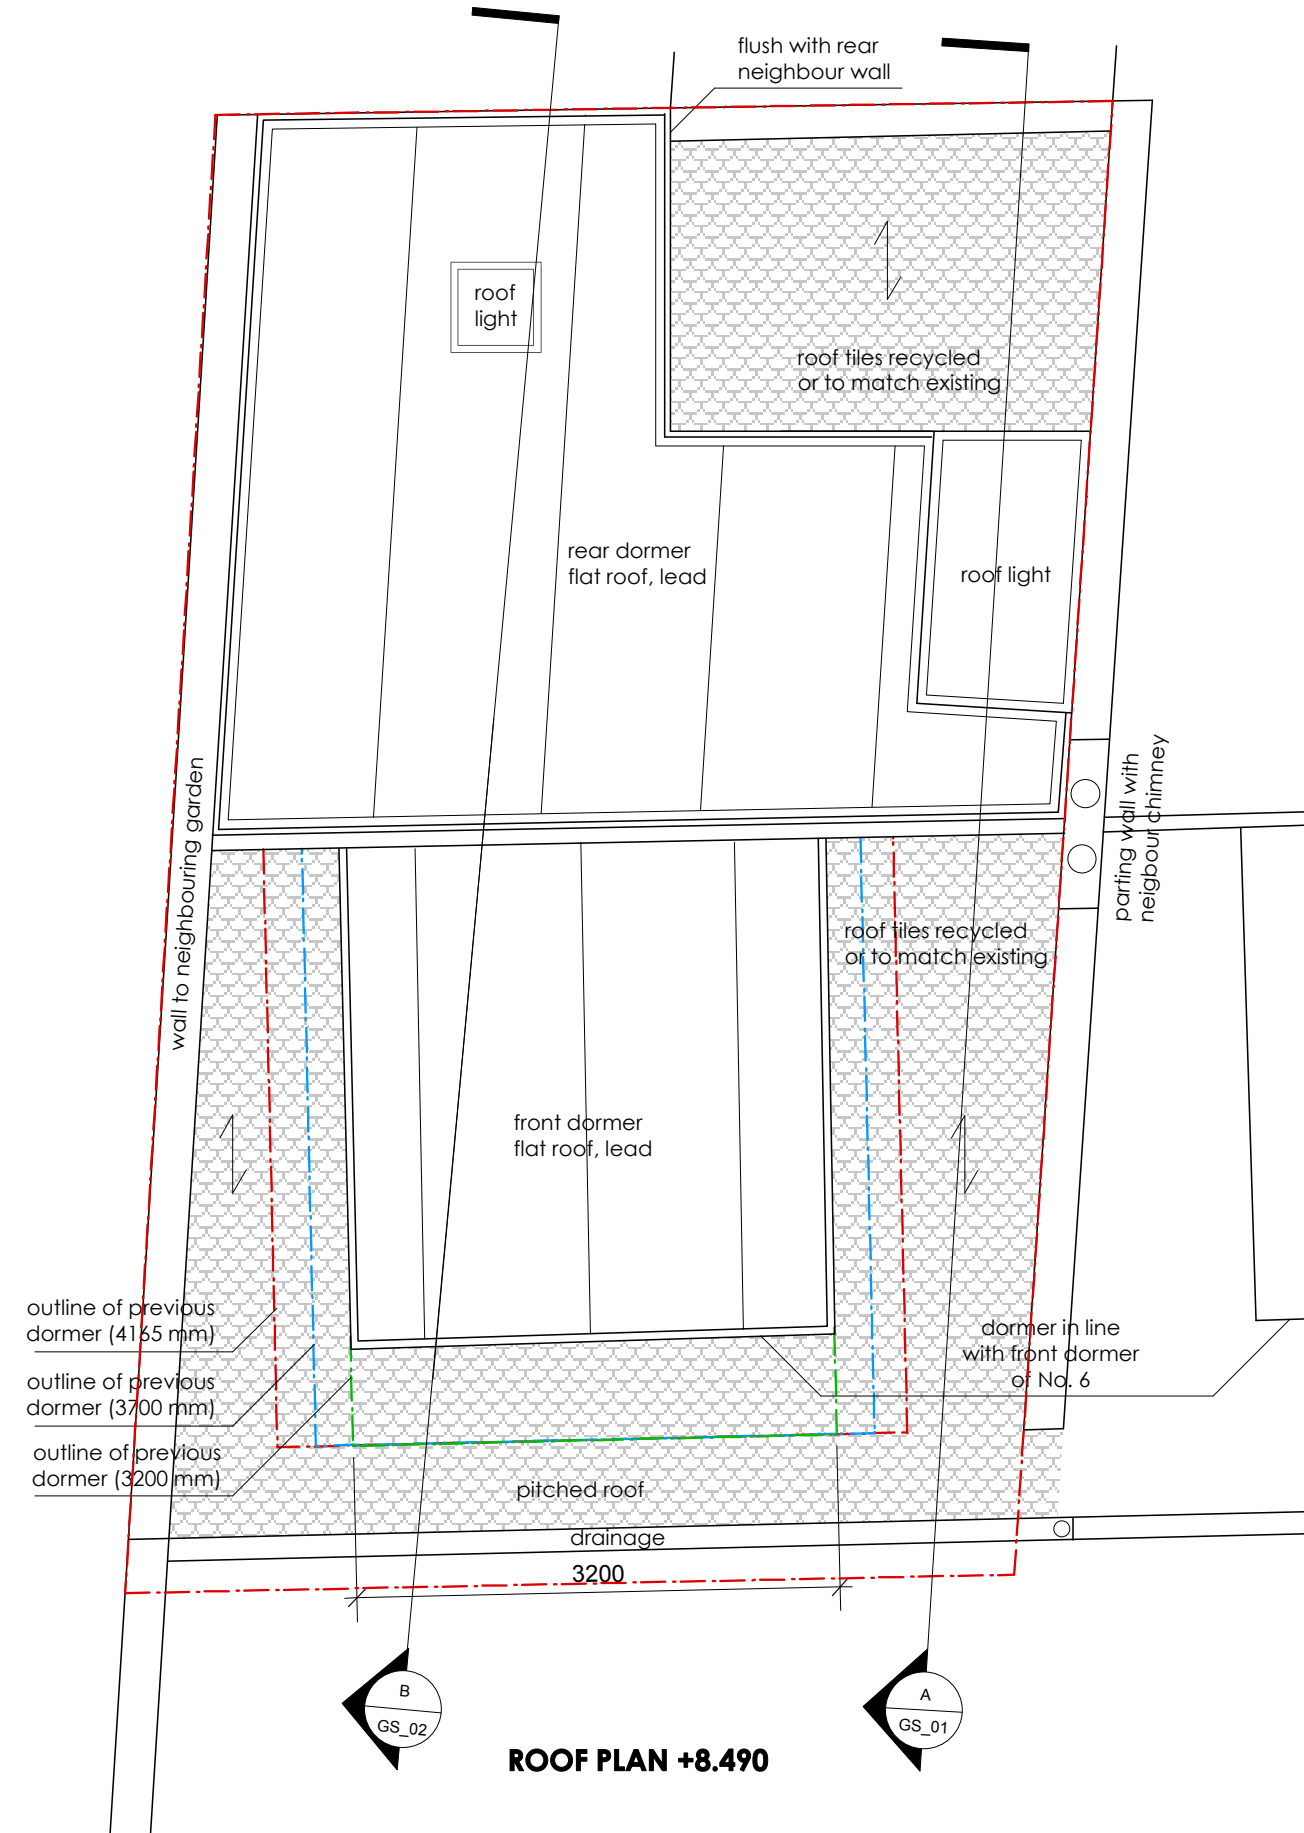 flush with rear
neighbour wall
roof
light
roof tiles recycled
or to match existing
rear dormer
flat roof, lead
roof light
wall to neighbouring garden
parting wall with
neigbour chimney
roof tiles recycled
or to match existing
front dormer
flat roof, lead
outline of previous
dormer (4165 mm)
outline of previous
dormer (3700 mm)
outline of previous
dormer (3200 mm)
dormer in line
with front dormer
of No. 6
pitched roof
drainage
3200
B
GS_02
A
GS_01
ROOF PLAN +8.490